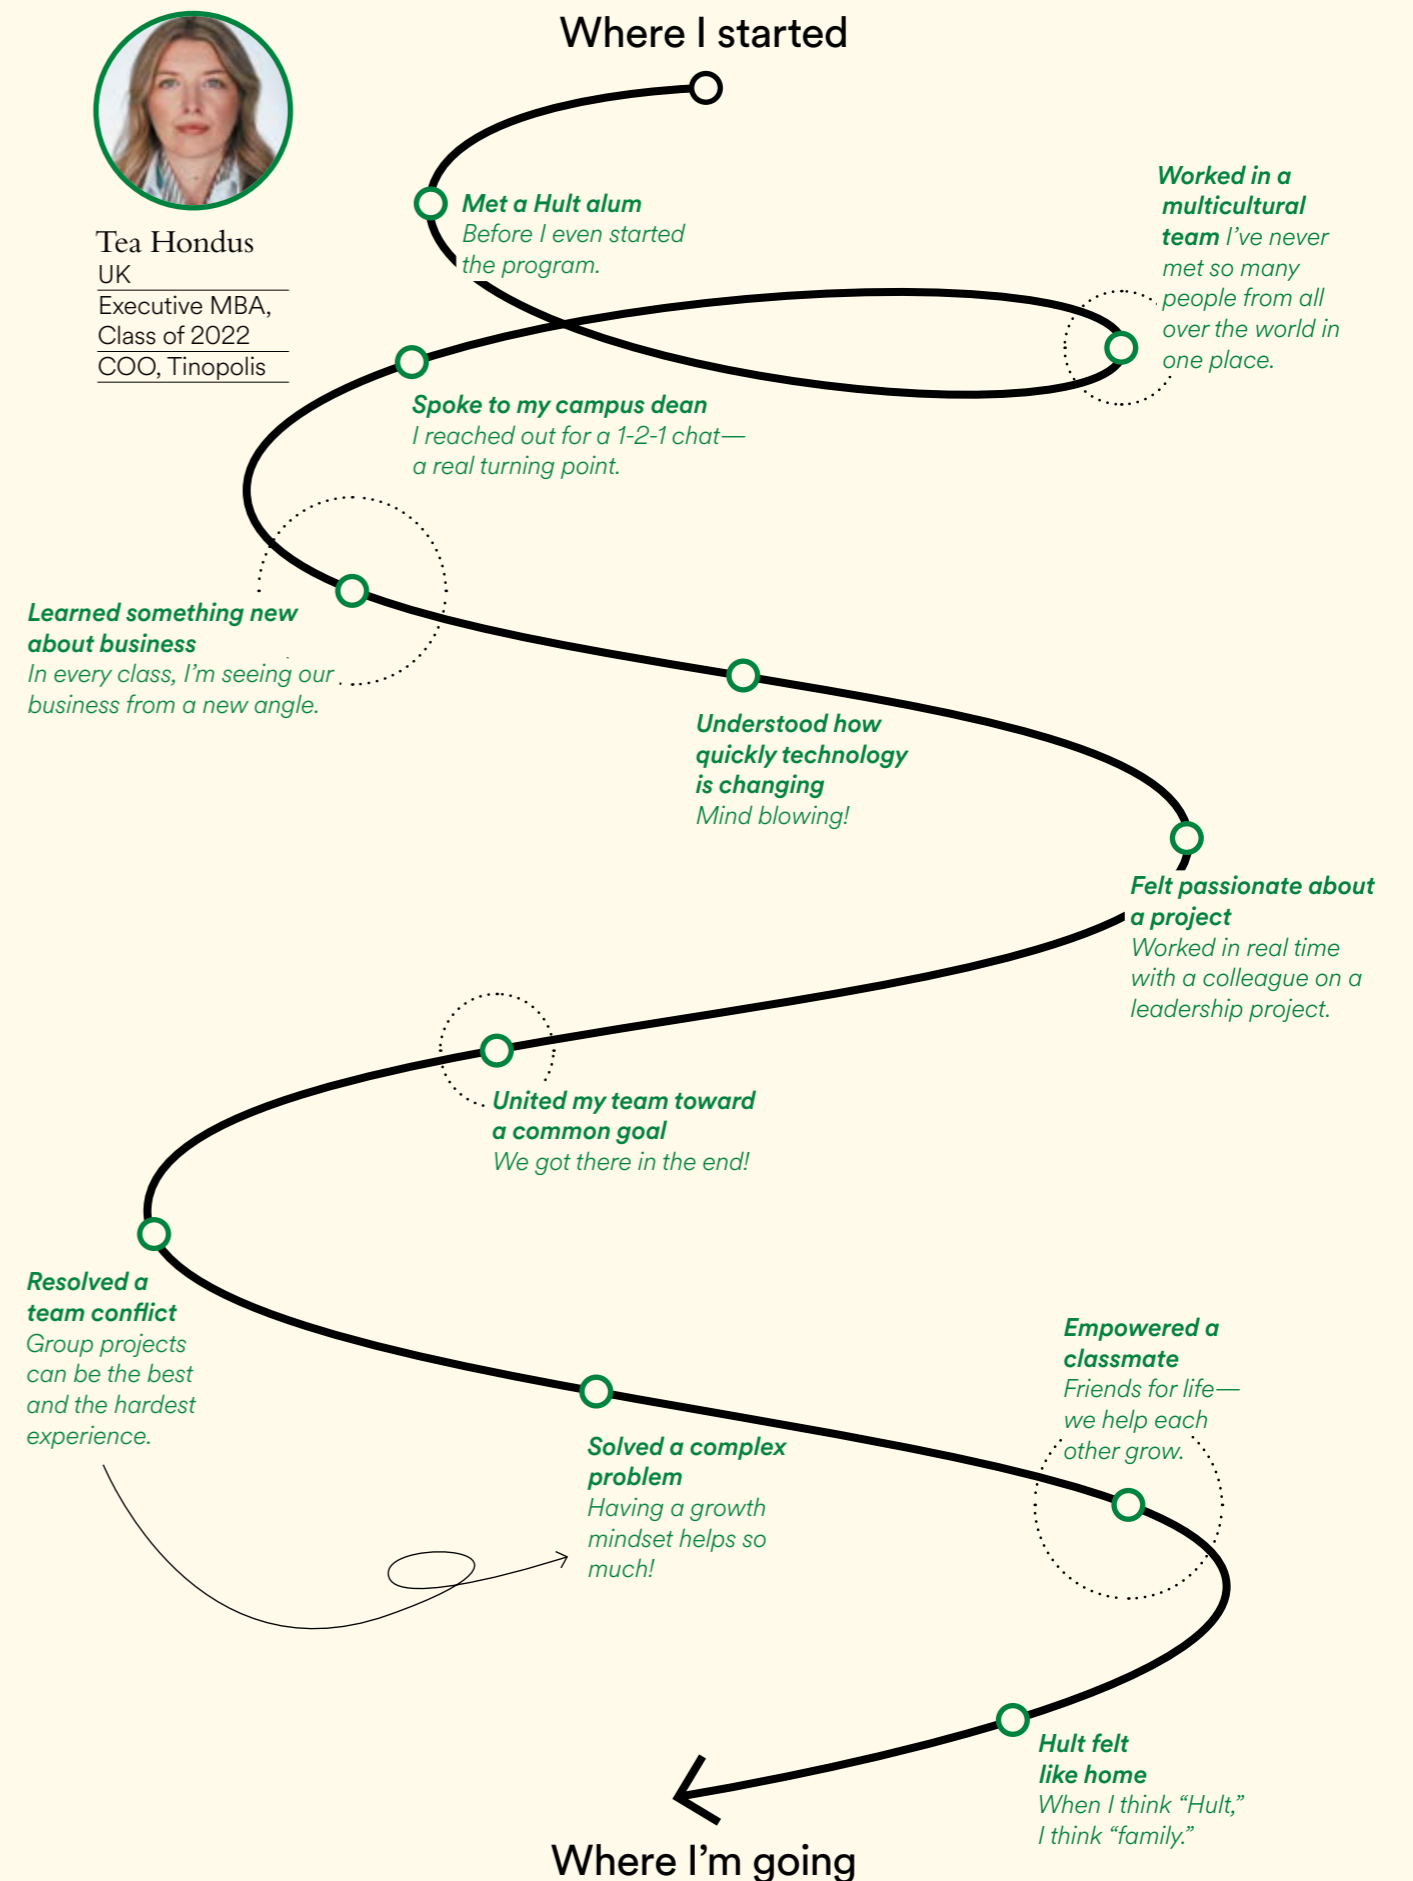 Where I started
Tea Hondus
UK
Executive MBA,
Class of 2022
COO, Tinopolis
Met a Hult alum
Before I even started
the program.
Worked in a
multicultural
team I've never
met so many
people from all
over the world in
one place.
Spoke to my campus dean
I reached out for a 1-2-1 chat—
a real turning point.
Learned something new
about business
In every class, I'm seeing our
business from a new angle.
Understood how
quickly technology
is changing
Mind blowing!
Felt passionate about
a project
Worked in real time
with a colleague on a
leadership project.
United my team toward
a common goal
We got there in the end!
Resolved a
team conflict
Group projects
can be the best
and the hardest
experience.
Solved a complex
problem
Having a growth
mindset helps so
much!
Empowered a
classmate
Friends for life—
we help each
other grow.
Hult felt
like home
When I think “Hult,”
I think “family.”
Where I'm going